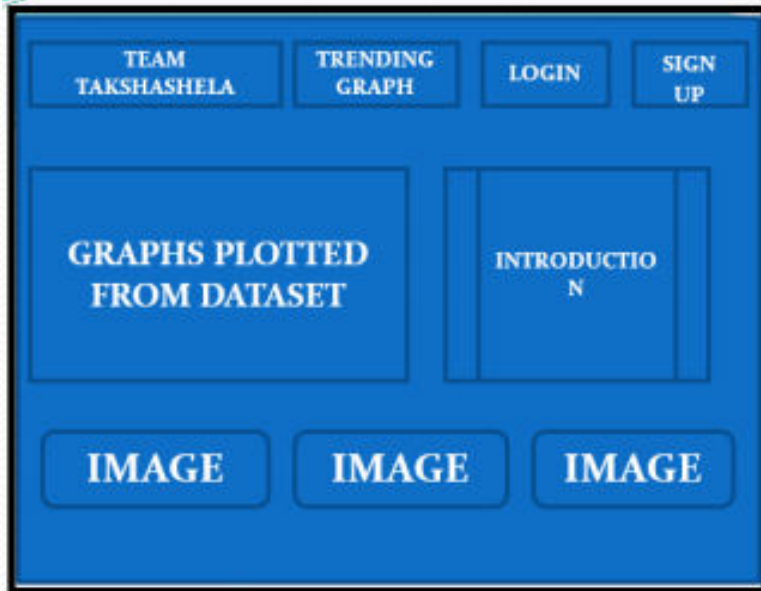 TEAM
TAKSHASHELA
TRENDING
GRAPH
LOGIN
SIGN
UP
GRAPHS PLOTTED
FROM DATASET
INTRODUCTIO
N
IMAGE
IMAGE
IMAGE